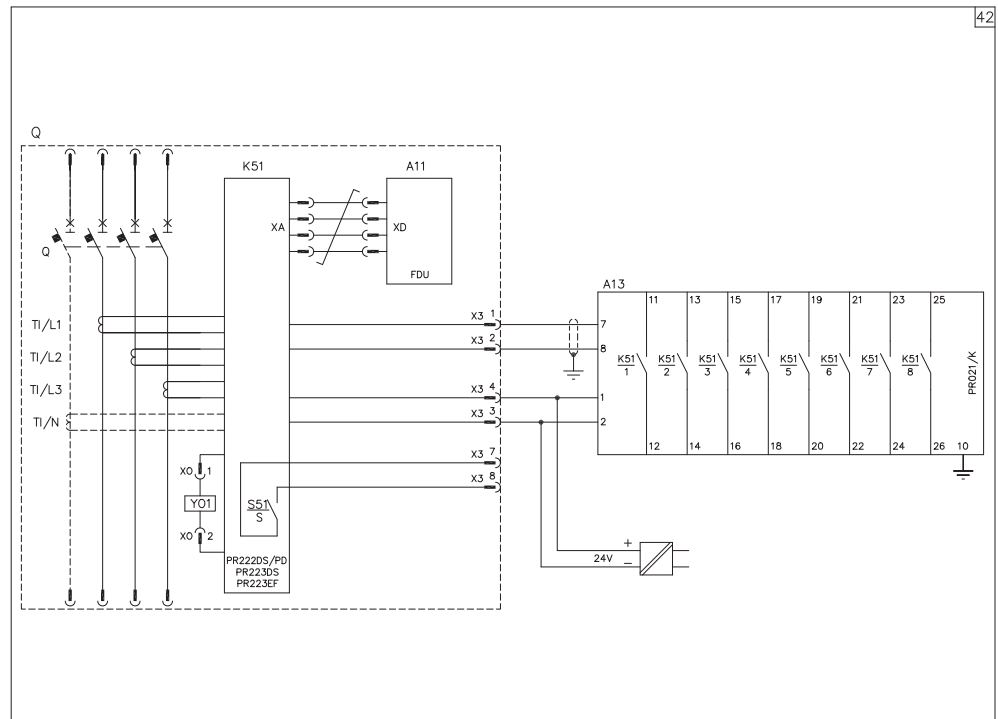 42
Q
K51
A11
XA
XD
Q
FDU
A13
11 13 15 17 19 21 23 25
TI/L1
X3 1
7
TI/L2
X3 2
8
K51 K51 K51 K51 K51 K51 K51 K51
1 2 3 4 5 6 7 8
PR021/K
TI/L3
X3 4
1
TI/N
X3 3
2
12 14 16 18 20 22 24 26 10
X3 7
X0 1
X3 8
YO1
S51
S
X0 2
+
24V
−
PR222DS/PD
PR223DS
PR223EF